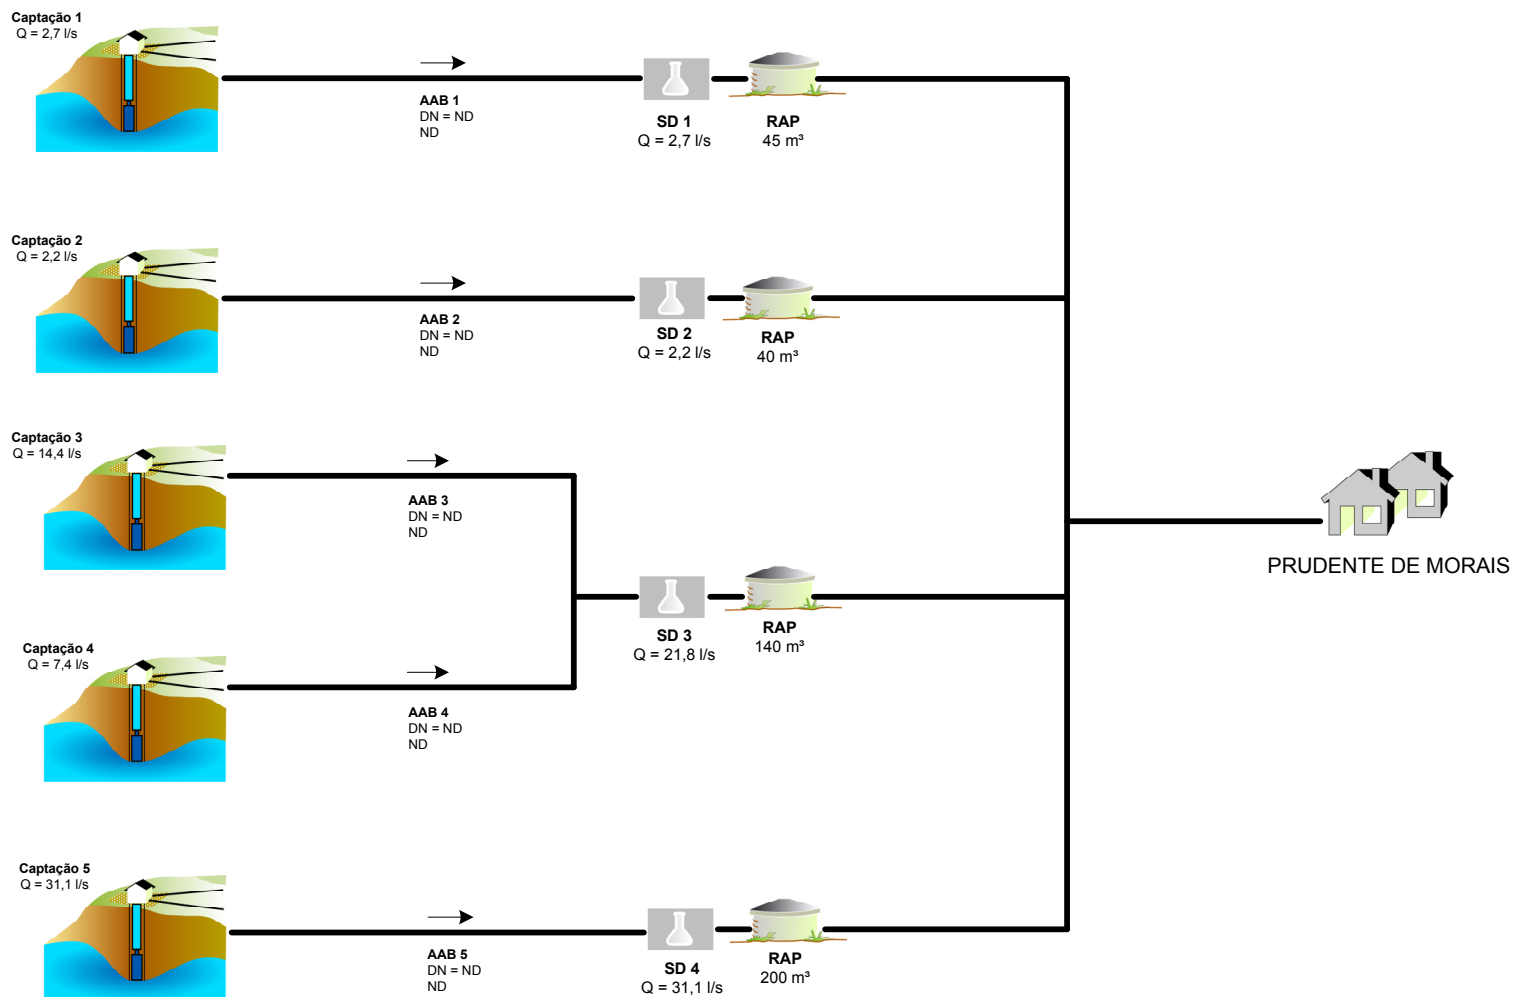 Captação 1
Q = 2,7 l/s
AAB 1
DN = ND
ND
SD 1
Q = 2,7 l/s
RAP
45 m³
Captação 2
Q = 2,2 l/s
AAB 2
DN = ND
ND
SD 2
Q = 2,2 l/s
RAP
40 m³
Captação 3
Q = 14,4 l/s
AAB 3
DN = ND
ND
PRUDENTE DE MORAIS
SD 3
Q = 21,8 l/s
RAP
140 m³
Captação 4
Q = 7,4 l/s
AAB 4
DN = ND
ND
Captação 5
Q = 31,1 l/s
AAB 5
DN = ND
ND
SD 4
Q = 31,1 l/s
RAP
200 m³